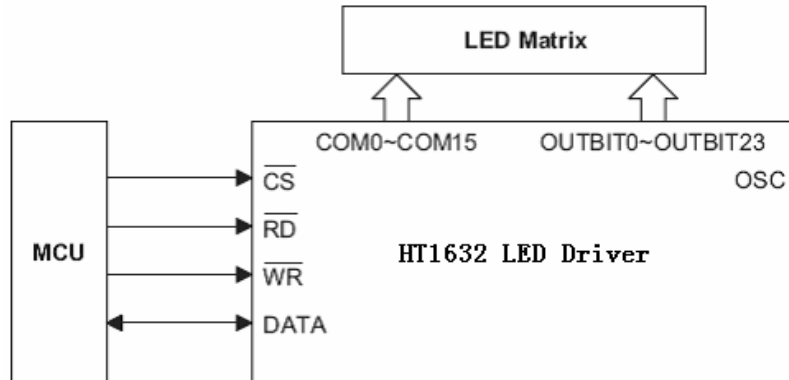 LED Matrix
COM0~COM15 OUTBIT0~OUTBIT23
CS
OSC
RD
MCU
HT1632 LED Driver
WR
DATA